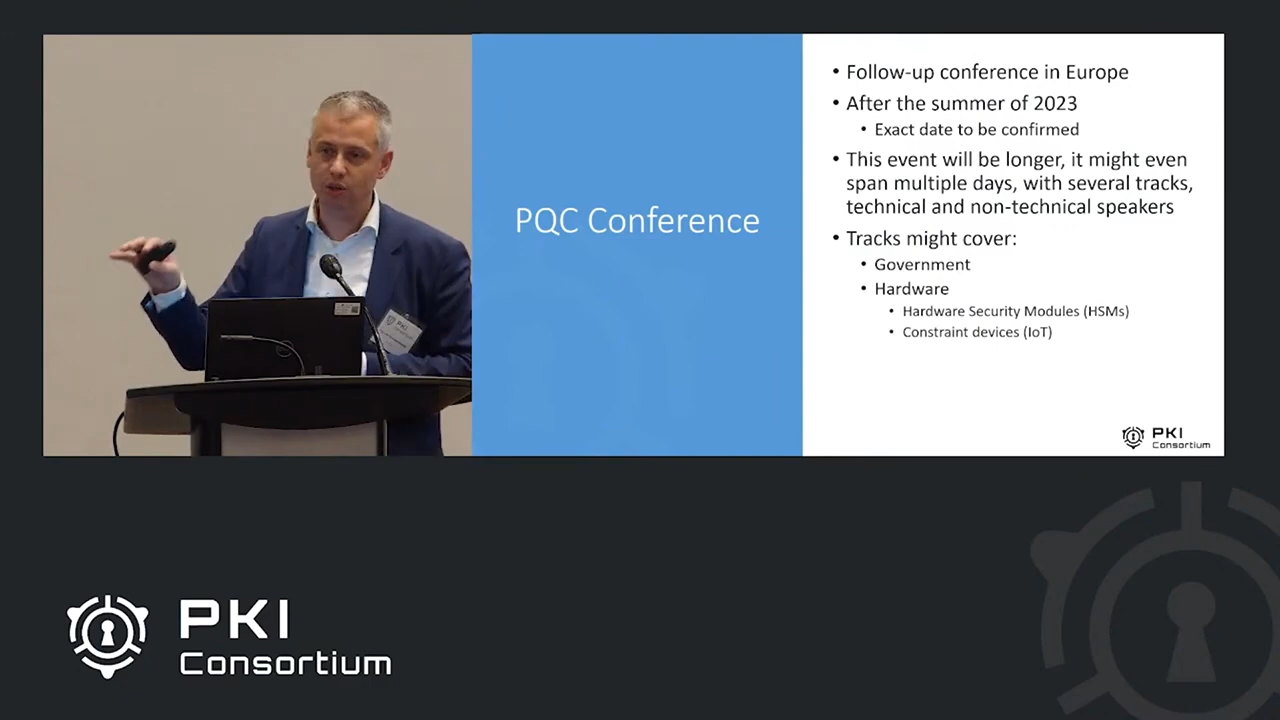 PQC Conference
• Follow-up conference in Europe
• After the summer of 2023
• Exact date to be confirmed
• This event will be longer, it might even
span multiple days, with several tracks,
technical and non-technical speakers
• Tracks might cover:
• Government
• Hardware
• Hardware Security Modules (HSMs)
• Constraint devices (IoT)
PKI
Consortium
PKI
PKI
Consortium